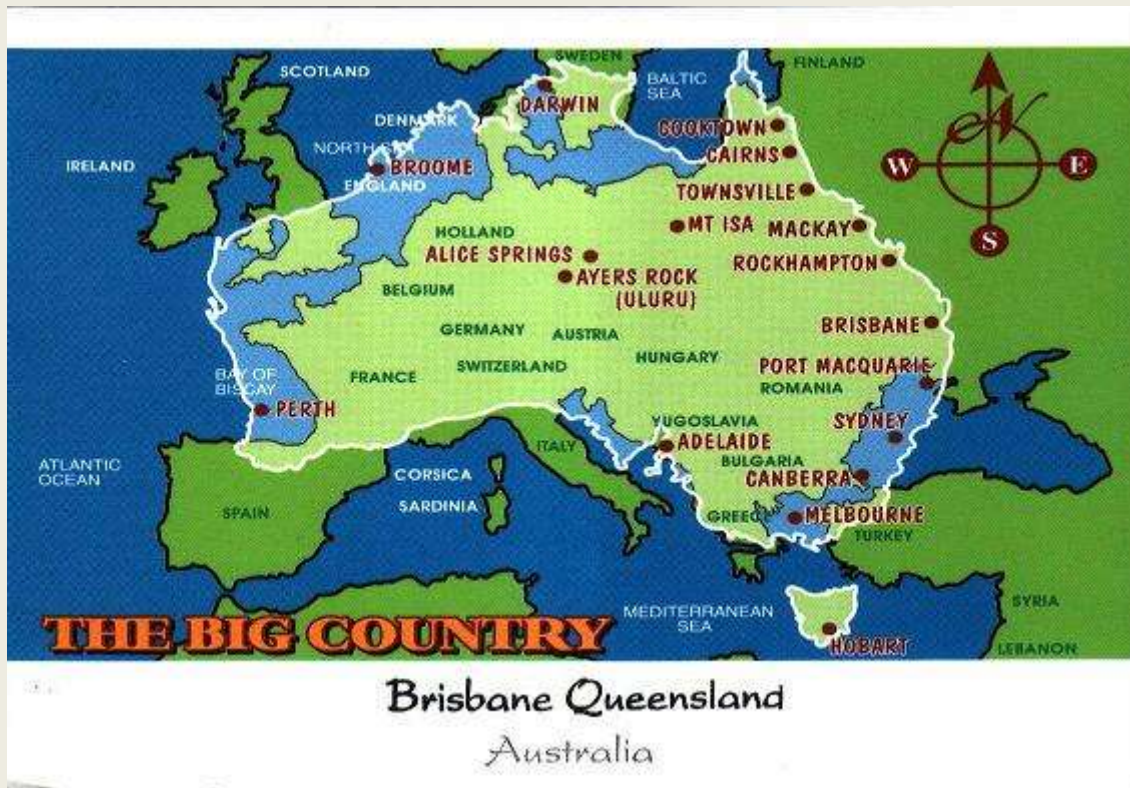 SWEDEN
FINLAND
SCOTLAND
BALTIC
SEA
DARWIN
DENMARK
COOKTOWN
NORTH SEA
IRELAND
BROOME
CAIRNS
W
E
ENGLAND
TOWNSVILLE
N
S
HOLLAND
MT ISA
MACKAY
ALICE SPRINGS
ROCKHAMPTON
AYERS ROCK
(ULURU)
BELGIUM
GERMANY
AUSTRIA
BRISBANE
SWITZERLAND
HUNGARY
PORT MACQUARIE
FRANCE
BAY OF
BISCAY
ROMANIA
PERTH
YUGOSLAVIA
SYDNEY
ITALY
ADELAIDE
BULGARIA
ATLANTIC
OCEAN
CORSICA
CANBERRA
SARDINIA
SPAIN
GREECE
MELBOURNE
TURKEY
MEDITERRANEAN
SEA
SYRIA
THE BIG COUNTRY
HOBART
LEBANON
Brisbane Queensland
Australia